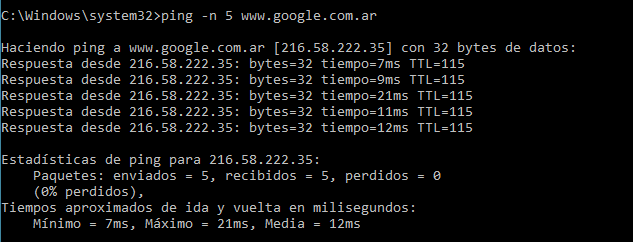 C:\Windows\system32>ping -n 5 www.google.com.ar
Haciendo ping a www.google.com.ar [216.58.222.35] con 32 bytes de datos:
Respuesta desde 216.58.222.35: bytes=32 tiempo=7ms TTL=115
Respuesta desde 216.58.222.35: bytes=32 tiempo=9ms TTL=115
Respuesta desde 216.58.222.35: bytes=32 tiempo=21ms TTL=115
Respuesta desde 216.58.222.35: bytes=32 tiempo=11ms TTL=115
Respuesta desde 216.58.222.35: bytes=32 tiempo=12ms TTL=115
Estadísticas de ping para 216.58.222.35:
    Paquetes: enviados = 5, recibidos = 5, perdidos = 0
    (0% perdidos),
Tiempos aproximados de ida y vuelta en milisegundos:
    Mínimo = 7ms, Máximo = 21ms, Media = 12ms